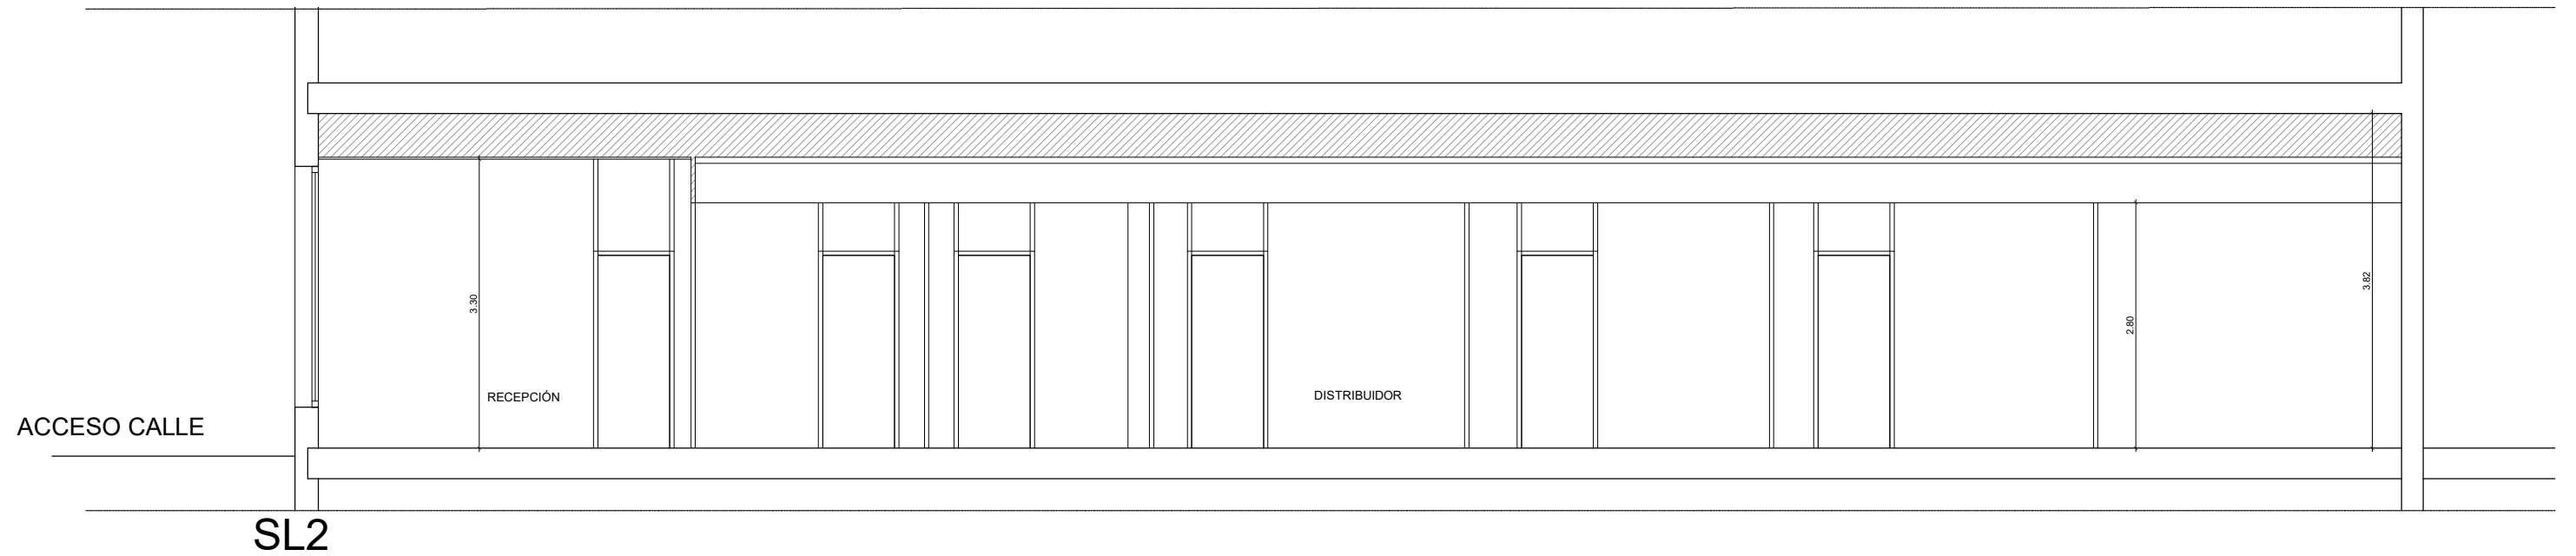 3.30
3.82
2.80
RECEPCIÓN
DISTRIBUIDOR
ACCESO CALLE
SL2